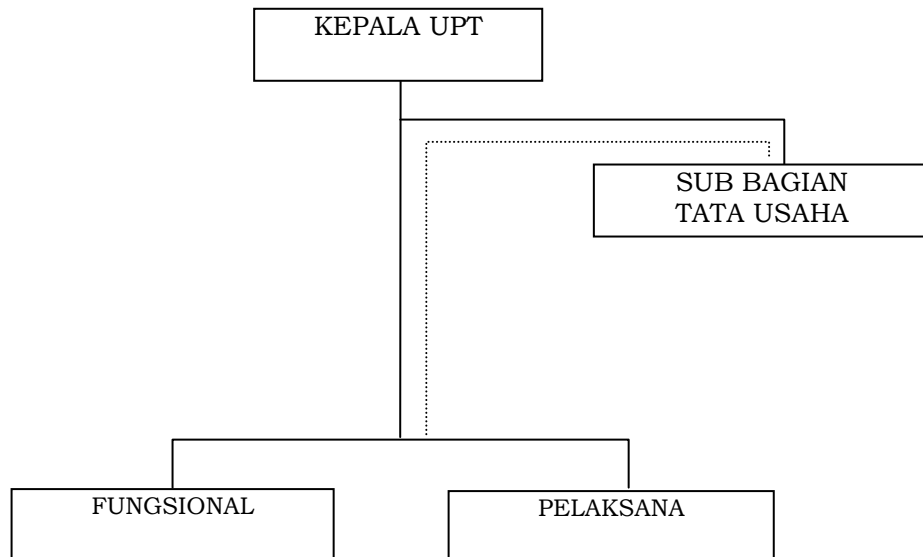 KEPALA UPT
SUB BAGIAN
TATA USAHA
FUNGSIONAL
PELAKSANA